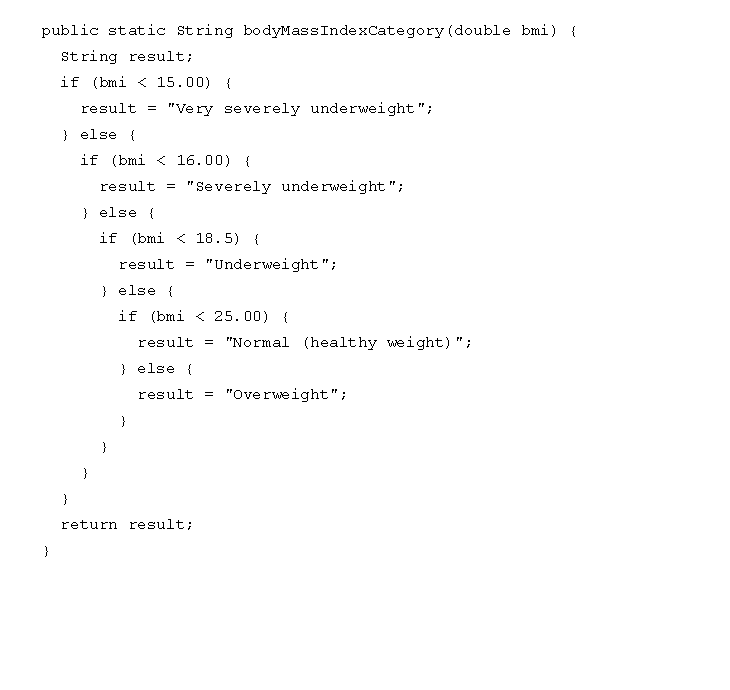 public static String bodyMassIndexCategory(double bmi) {
  String result;
  if (bmi < 15.00) {
    result = "Very severely underweight";
  } else {
    if (bmi < 16.00) {
      result = "Severely underweight";
    } else {
      if (bmi < 18.5) {
        result = "Underweight";
      } else {
        if (bmi < 25.00) {
          result = "Normal (healthy weight)";
        } else {
          result = "Overweight";
        }
      }
    }
  }
  return result;
}